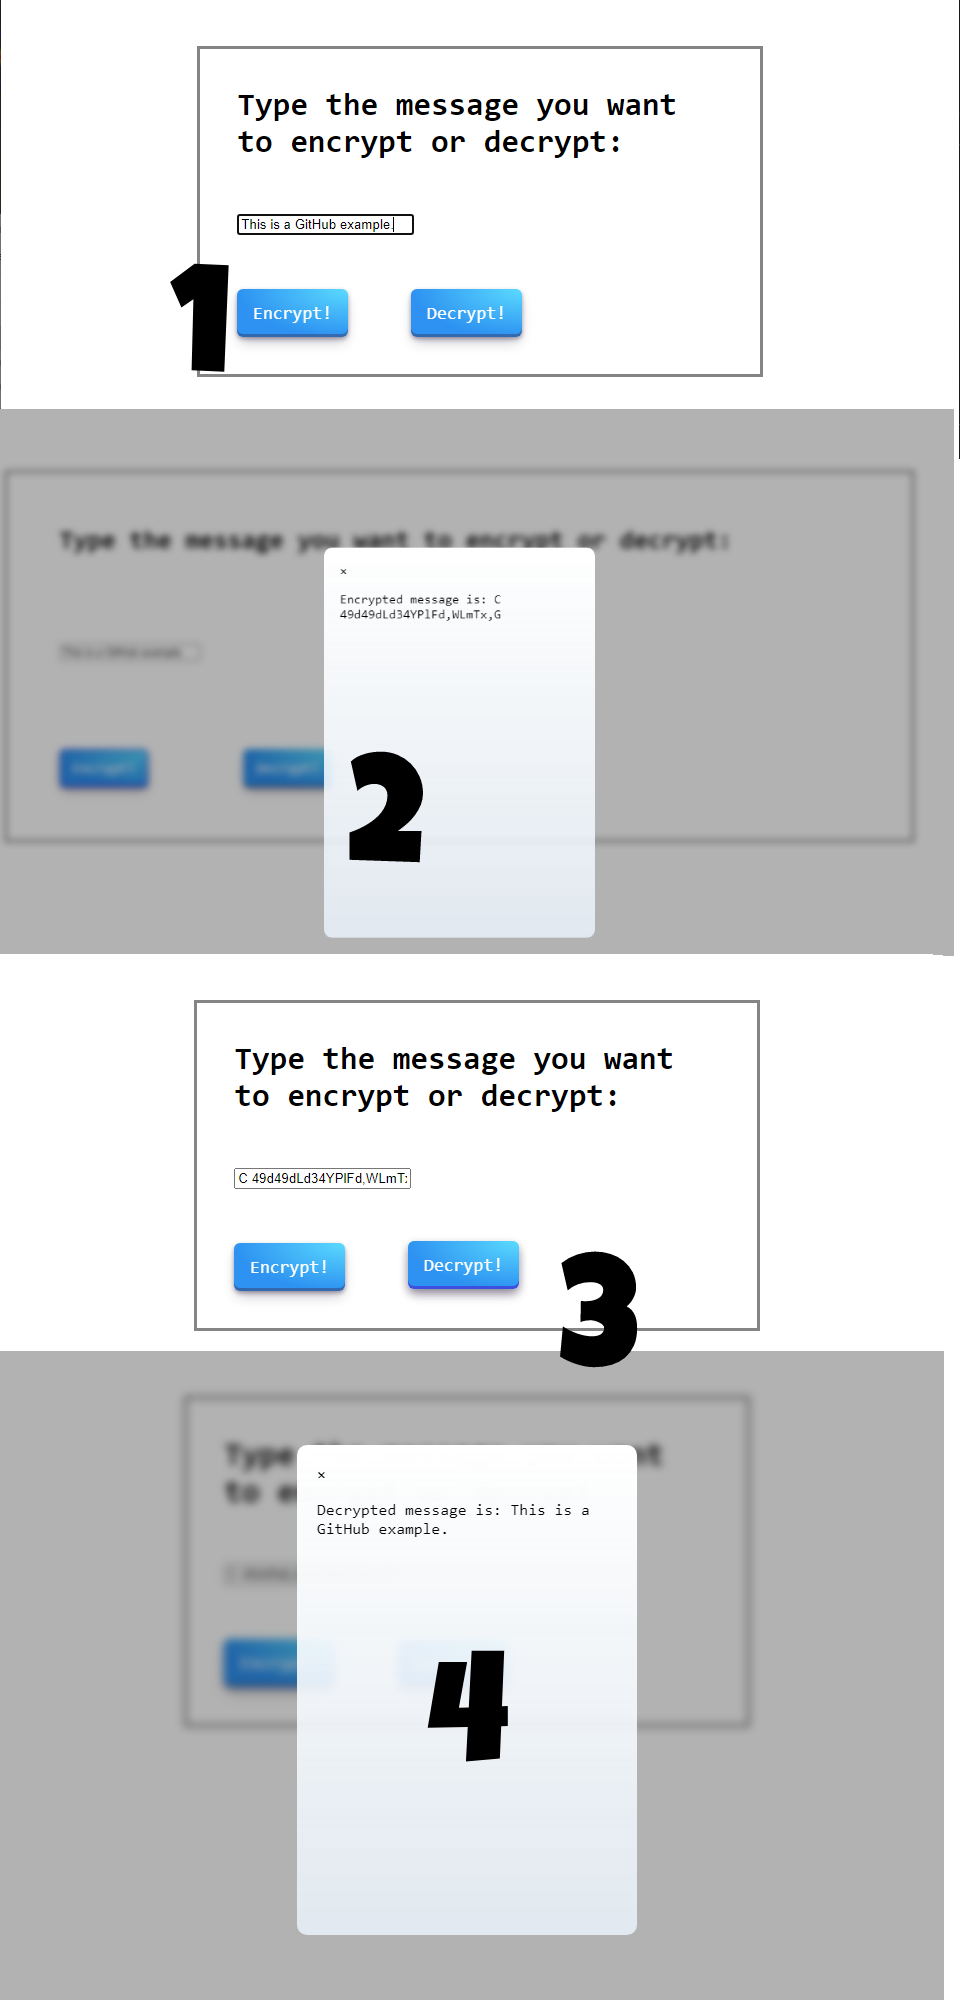 Type the message you want
to encrypt or decrypt:
This is a GitHub example.
1
Encrypt! Decrypt!
Type the message you want to encrypt or decrypt:
×
Encrypted message is: C
49d49dLd34YPlFd,WLmTx,G
2
Type the message you want
to encrypt or decrypt:
C 49d49dLd34YPlFd,WLmT
Encrypt! Decrypt!
3
Type
to
×
Decrypted message is: This is a
GitHub example.
4